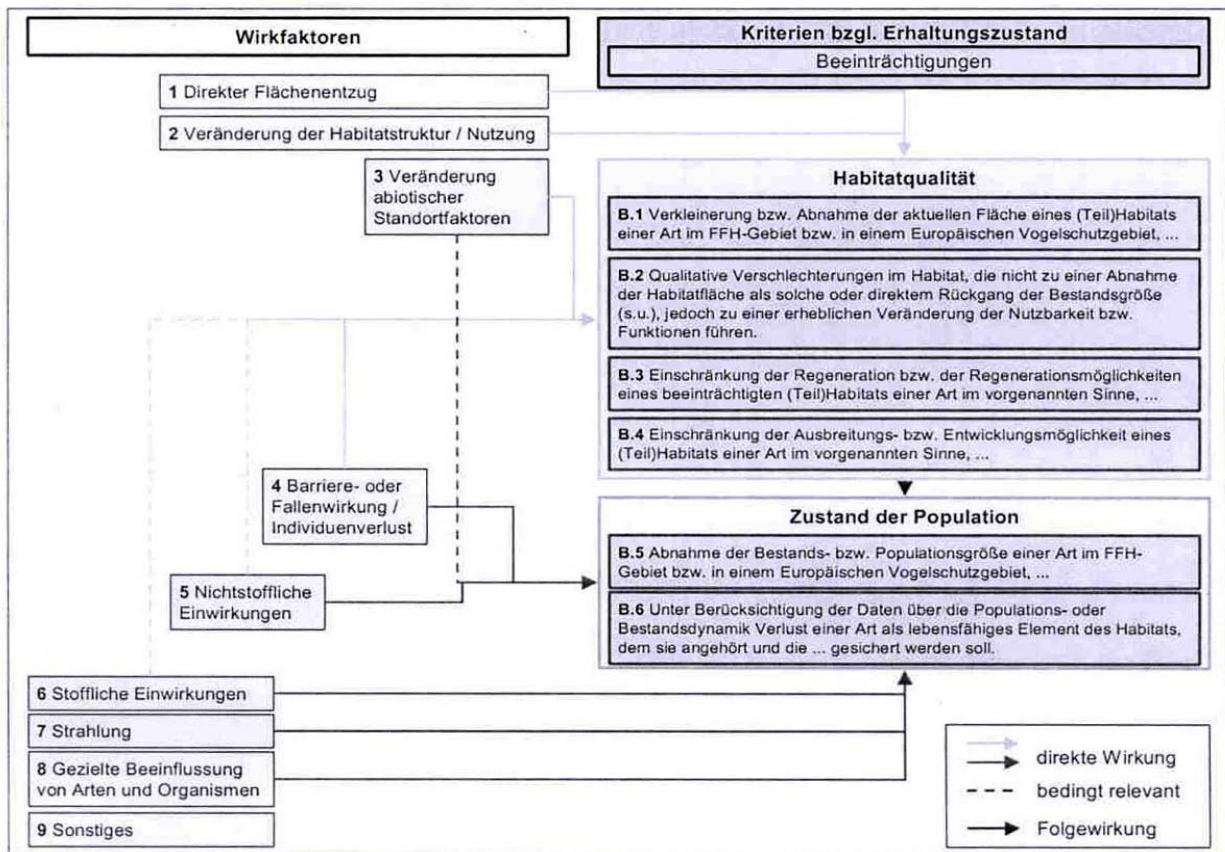 Wirkfaktoren
Kriterien bzgl. Erhaltungszustand
Beeinträchtigungen
1 Direkter Flächenentzug
2 Veränderung der Habitatstruktur / Nutzung
3 Veränderung
abiotischer
Standortfaktoren
Habitatqualität
B.1 Verkleinerung bzw. Abnahme der aktuellen Fläche eines (Teil)Habitats
einer Art im FFH-Gebiet bzw. in einem Europäischen Vogelschutzgebiet, ...
B.2 Qualitative Verschlechterungen im Habitat, die nicht zu einer Abnahme
der Habitatfläche als solche oder direktem Rückgang der Bestandsgröße
(s.u.), jedoch zu einer erheblichen Veränderung der Nutzbarkeit bzw.
Funktionen führen.
B.3 Einschränkung der Regeneration bzw. der Regenerationsmöglichkeiten
eines beeinträchtigten (Teil)Habitats einer Art im vorgenannten Sinne, ...
B.4 Einschränkung der Ausbreitungs- bzw. Entwicklungsmöglichkeit eines
(Teil)Habitats einer Art im vorgenannten Sinne, ...
4 Barriere- oder
Fallenwirkung /
Individuenverlust
Zustand der Population
B.5 Abnahme der Bestands- bzw. Populationsgröße einer Art im FFH-
Gebiet bzw. in einem Europäischen Vogelschutzgebiet, ...
B.6 Unter Berücksichtigung der Daten über die Populations- oder
Bestandsdynamik Verlust einer Art als lebensfähiges Element des Habitats,
dem sie angehört und die ... gesichert werden soll.
5 Nichtstoffliche
Einwirkungen
6 Stoffliche Einwirkungen
7 Strahlung
8 Gezielte Beeinflussung
von Arten und Organismen
9 Sonstiges
direkte Wirkung
bedingt relevant
Folgewirkung